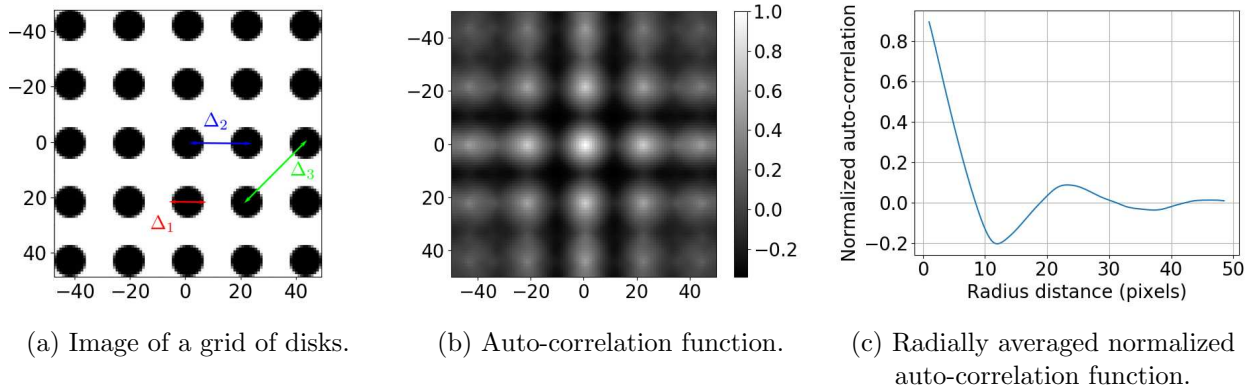 −40
−20
0
20
40
−40 −20 0 20 40
Δ₂
Δ₃
Δ₁
(a) Image of a grid of disks.
−40
−20
0
20
40
−40 −20 0 20 40
1.0
0.8
0.6
0.4
0.2
0.0
−0.2
(b) Auto-correlation function.
Normalized auto-correlation
0.8
0.6
0.4
0.2
0.0
−0.2
0 10 20 30 40 50
Radius distance (pixels)
(c) Radially averaged normalized
auto-correlation function.